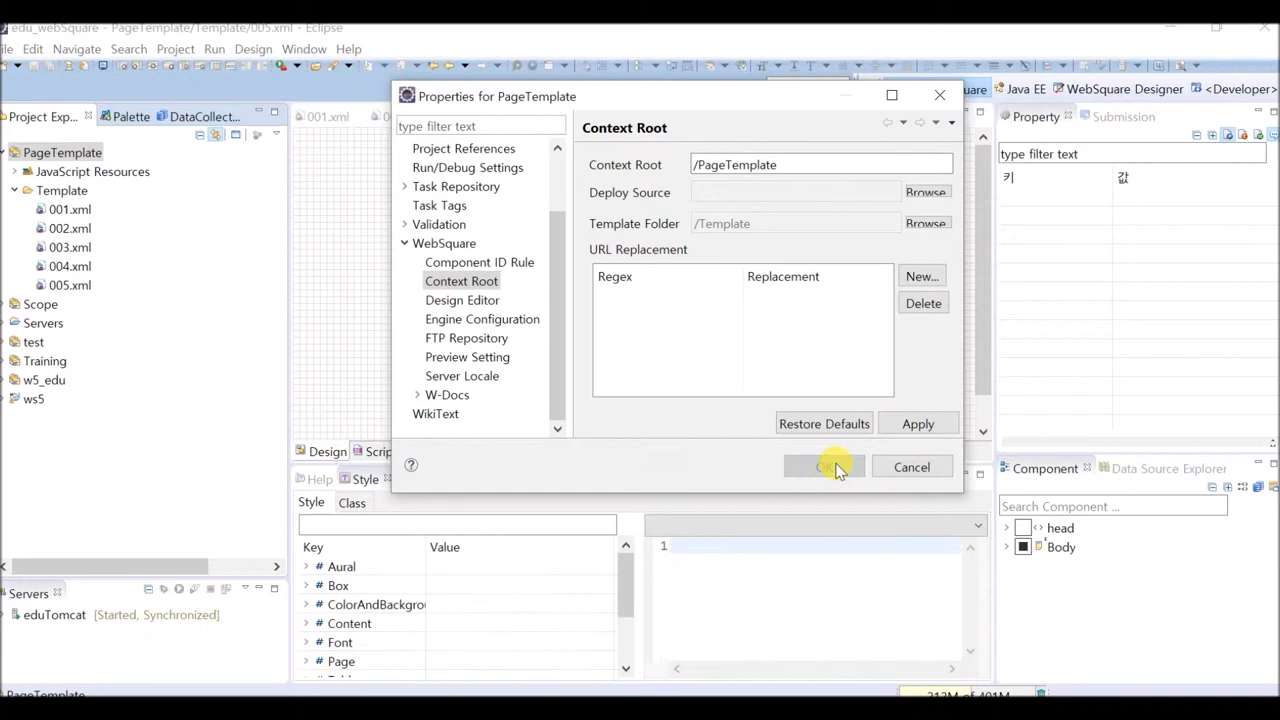 edu_webSquare - PageTemplate/Template/005.xml - Eclipse
ile Edit Navigate Search Project Run Design Window Help
Java EE WebSquare Designer <Developer>
Project Exp... Palette DataCollect...
PageTemplate
JavaScript Resources
Template
001.xml
002.xml
003.xml
004.xml
005.xml
Scope
Servers
test
Training
w5_edu
ws5
Servers
eduTomcat [Started, Synchronized]
001.xml
Properties for PageTemplate
type filter text
Project References
Run/Debug Settings
Task Repository
Task Tags
Validation
WebSquare
Component ID Rule
Context Root
Design Editor
Engine Configuration
FTP Repository
Preview Setting
Server Locale
W-Docs
WikiText
Context Root
Context Root /PageTemplate
Deploy Source Browse
Template Folder /Template Browse
URL Replacement
Regex Replacement
New...
Delete
Restore Defaults Apply
Cancel
Design Scrip
Help Style
Style Class
Key Value
Aural
Box
ColorAndBackgrou
Content
Font
Page
1
Property Submission
type filter text
키 값
Component Data Source Explorer
Search Component ...
head
Body
PageTemplate